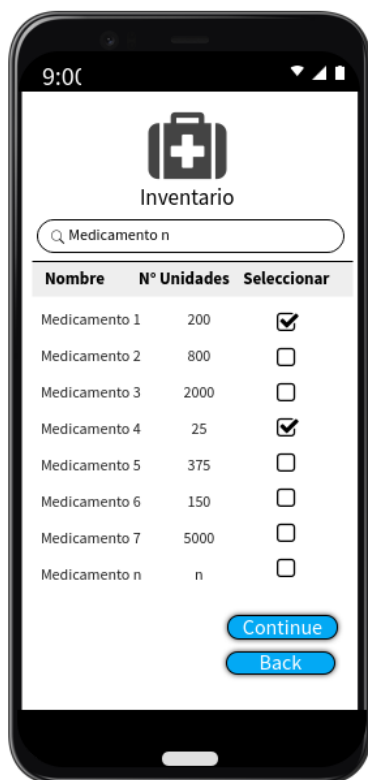 9:00
Inventario
Medicamento n
Nombre N° Unidades Seleccionar
Medicamento 1 200
Medicamento 2 800
Medicamento 3 2000
Medicamento 4 25
Medicamento 5 375
Medicamento 6 150
Medicamento 7 5000
Medicamento n n
Continue
Back